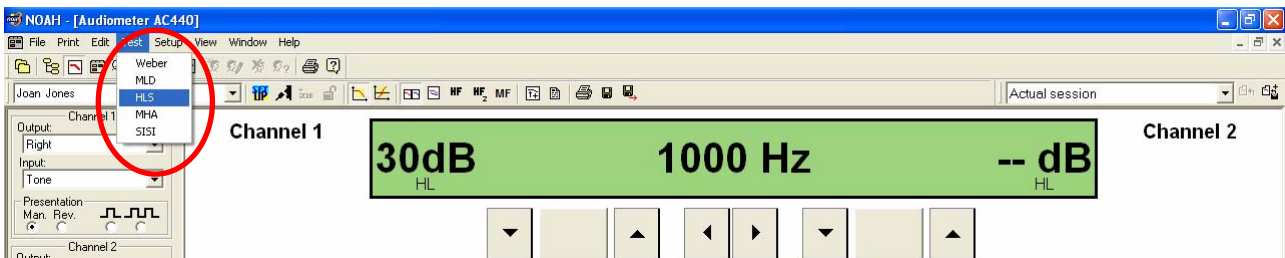 NOAH - [Audiometer AC440]
File Print Edit Test Setup View Window Help
Weber
MLD
HLS
MHA
SISI
Joan Jones
HF HF2 MF
Actual session
Channel 1
Output:
Right
Input:
Tone
Presentation
Man. Rev.
Channel 2
Output:
Channel 1
30dB
HL
1000 Hz
-- dB
HL
Channel 2